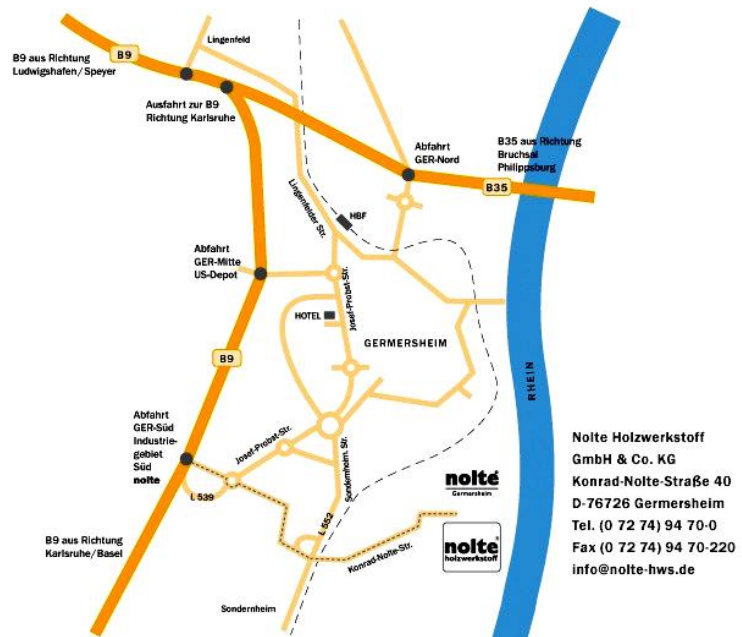 Lingenfeld
B9
B9 aus Richtung
Ludwigshafen/Speyer
Ausfahrt zur B9
Richtung Karlsruhe
Abfahrt
GER-Nord
B35 aus Richtung
Bruchsal
Philippsburg
B35
Lingenfelder Str.
HBF
Abfahrt
GER-Mitte
US-Depot
Josef-Probst-Str.
HOTEL
GERMERSHEIM
B9
RHEIN
Abfahrt
GER-Süd
Industrie-
gebiet
Süd
nolte
Josef-Probst-Str.
Sondernheim. Str.
L 539
L 552
Konrad-Nolte-Str.
B9 aus Richtung
Karlsruhe/Basel
Sondernheim
nolte
Germersheim
nolte
holzwerkstoff
Nolte Holzwerkstoff
GmbH & Co. KG
Konrad-Nolte-Straße 40
D-76726 Germersheim
Tel. (0 72 74) 94 70-0
Fax (0 72 74) 94 70-220
info@nolte-hws.de